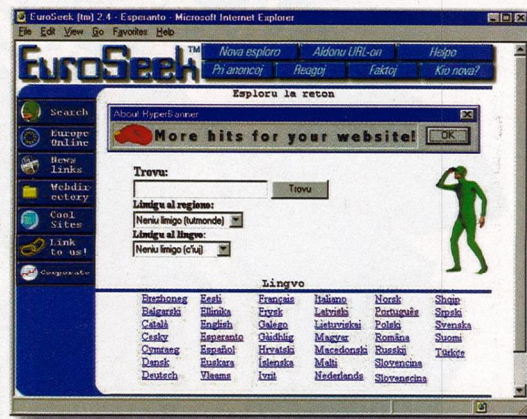 EuroSeek [tm] 2.4 - Esperanto - Microsoft Internet Explorer
File Edit View Go Favorites Help
EuroSeek™
Nova esploro Aldonu URL-on Helpo
Pri anoncoj Reagoj Faktoj Kio nova?
Esploru la reton
Search
Europe Online
News links
Webdirectory
Cool Sites
Link to us!
Corporate
About HyperBanner
More hits for your website! OK
Trovu:
Trovu
Limigu al regiono:
Neniu limigo (tutmonde)
Limigu al lingvo:
Neniu limigo (c'iuj)
Lingvo
Brezhoneg Eesti Français Italiano Norsk Shqip
Balgarski Ellinika Frysk Latviski Português Srpski
Català English Galego Lietuviskai Polski Svenska
Cesky Esperanto Gàidhlig Magyar Româna Suomi
Cymraeg Español Hrvatski Macedonski Russkij Türkçe
Dansk Euskara Íslenska Malti Slovencina
Deutsch Vlaams Ivrit Nederlands Slovenscina